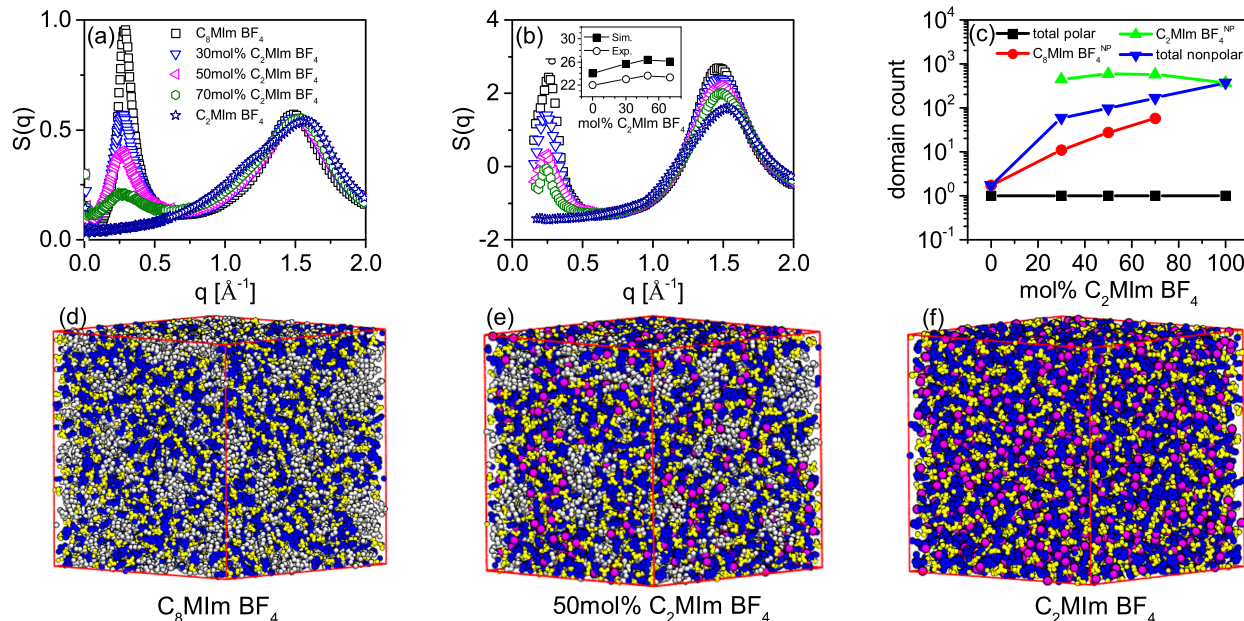 (a)
C₈MIm BF₄
30mol% C₂MIm BF₄
50mol% C₂MIm BF₄
70mol% C₂MIm BF₄
C₂MIm BF₄
S(q)
1.0
0.5
0.0
0.0 0.5 1.0 1.5 2.0
q [Å⁻¹]
(b)
Sim.
Exp.
d
30
28
26
24
22
0 20 40 60
mol% C₂MIm BF₄
S(q)
4
2
0
-2
0.0 0.5 1.0 1.5 2.0
q [Å⁻¹]
(c)
total polar
C₂MIm BF₄ᴺᴾ
C₈MIm BF₄ᴺᴾ
total nonpolar
domain count
10⁴
10³
10²
10¹
10⁰
10⁻¹
0 20 40 60 80 100
mol% C₂MIm BF₄
(d)
(e)
(f)
C₈MIm BF₄
50mol% C₂MIm BF₄
C₂MIm BF₄